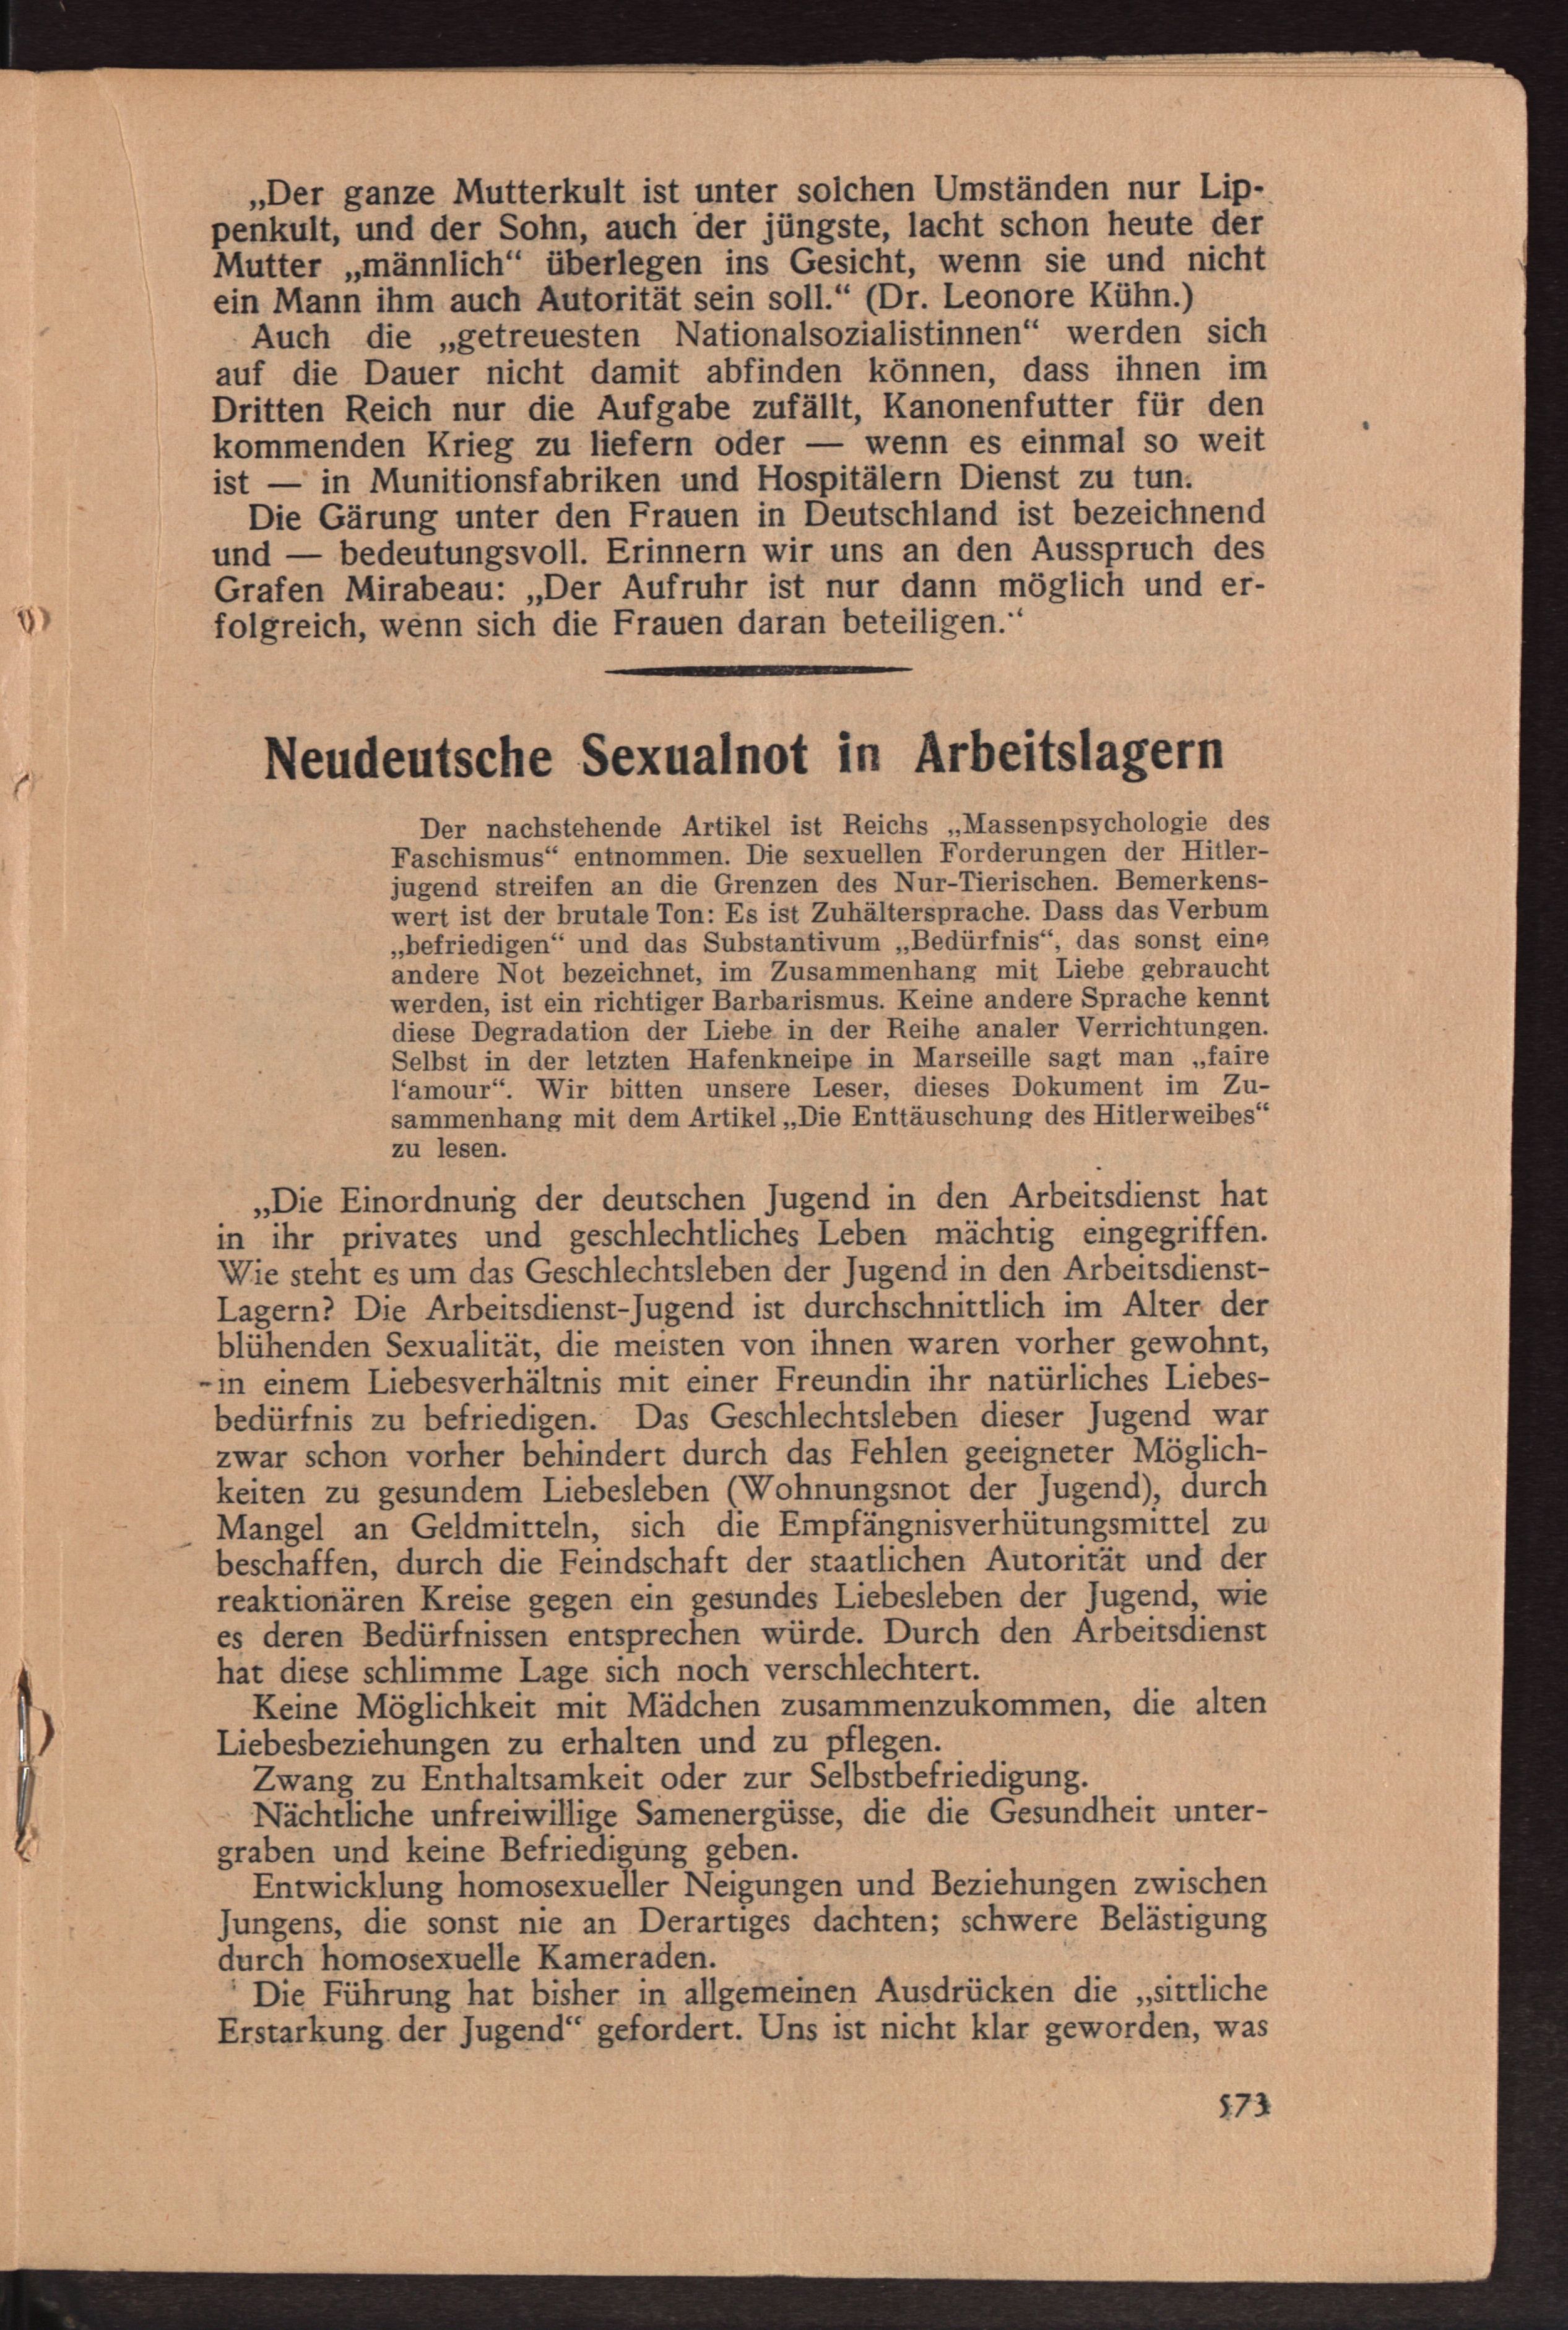 „Der ganze Mutterkult ist unter solchen Umständen nur Lip-
penkult, und der Sohn, auch der jüngste, lacht schon heute der
Mutter „männlich“ überlegen ins Gesicht, wenn sie und nicht
ein Mann ihm auch Autorität sein soll.“ (Dr. Leonore Kühn.)
Auch die „getreuesten Nationalsozialistinnen“ werden sich
auf die Dauer nicht damit abfinden können, dass ihnen im
Dritten Reich nur die Aufgabe zufällt, Kanonenfutter für den
kommenden Krieg zu liefern oder — wenn es einmal so weit
ist — in Munitionsfabriken und Hospitälern Dienst zu tun.
Die Gärung unter den Frauen in Deutschland ist bezeichnend
und — bedeutungsvoll. Erinnern wir uns an den Ausspruch des
Grafen Mirabeau: „Der Aufruhr ist nur dann möglich und er-
folgreich, wenn sich die Frauen daran beteiligen.“
Neudeutsche Sexualnot in Arbeitslagern
Der nachstehende Artikel ist Reichs „Massenpsychologie des
Faschismus“ entnommen. Die sexuellen Forderungen der Hitler-
jugend streifen an die Grenzen des Nur-Tierischen. Bemerkens-
wert ist der brutale Ton: Es ist Zuhältersprache. Dass das Verbum
„befriedigen“ und das Substantivum „Bedürfnis“, das sonst eine
andere Not bezeichnet, im Zusammenhang mit Liebe gebraucht
werden, ist ein richtiger Barbarismus. Keine andere Sprache kennt
diese Degradation der Liebe in der Reihe analer Verrichtungen.
Selbst in der letzten Hafenkneipe in Marseille sagt man „faire
l‘amour“. Wir bitten unsere Leser, dieses Dokument im Zu-
sammenhang mit dem Artikel „Die Enttäuschung des Hitlerweibes“
zu lesen.
„Die Einordnung der deutschen Jugend in den Arbeitsdienst hat
in ihr privates und geschlechtliches Leben mächtig eingegriffen.
Wie steht es um das Geschlechtsleben der Jugend in den Arbeitsdienst-
Lagern? Die Arbeitsdienst-Jugend ist durchschnittlich im Alter der
blühenden Sexualität, die meisten von ihnen waren vorher gewohnt,
in einem Liebesverhältnis mit einer Freundin ihr natürliches Liebes-
bedürfnis zu befriedigen. Das Geschlechtsleben dieser Jugend war
zwar schon vorher behindert durch das Fehlen geeigneter Möglich-
keiten zu gesundem Liebesleben (Wohnungsnot der Jugend), durch
Mangel an Geldmitteln, sich die Empfängnisverhütungsmittel zu
beschaffen, durch die Feindschaft der staatlichen Autorität und der
reaktionären Kreise gegen ein gesundes Liebesleben der Jugend, wie
es deren Bedürfnissen entsprechen würde. Durch den Arbeitsdienst
hat diese schlimme Lage sich noch verschlechtert.
Keine Möglichkeit mit Mädchen zusammenzukommen, die alten
Liebesbeziehungen zu erhalten und zu pflegen.
Zwang zu Enthaltsamkeit oder zur Selbstbefriedigung.
Nächtliche unfreiwillige Samenergüsse, die die Gesundheit unter-
graben und keine Befriedigung geben.
Entwicklung homosexueller Neigungen und Beziehungen zwischen
Jungens, die sonst nie an Derartiges dachten; schwere Belästigung
durch homosexuelle Kameraden.
Die Führung hat bisher in allgemeinen Ausdrücken die „sittliche
Erstarkung der Jugend“ gefordert. Uns ist nicht klar geworden, was
573